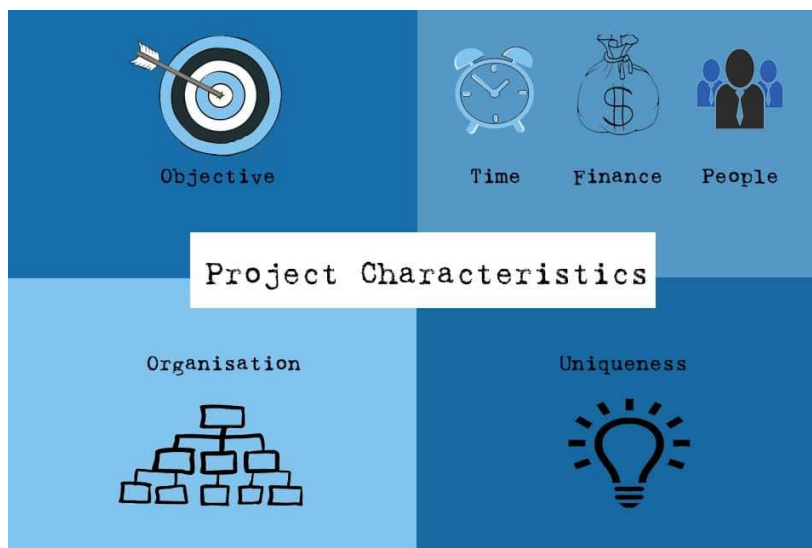 Objective
Time Finance People
Project Characteristics
Organisation
Uniqueness